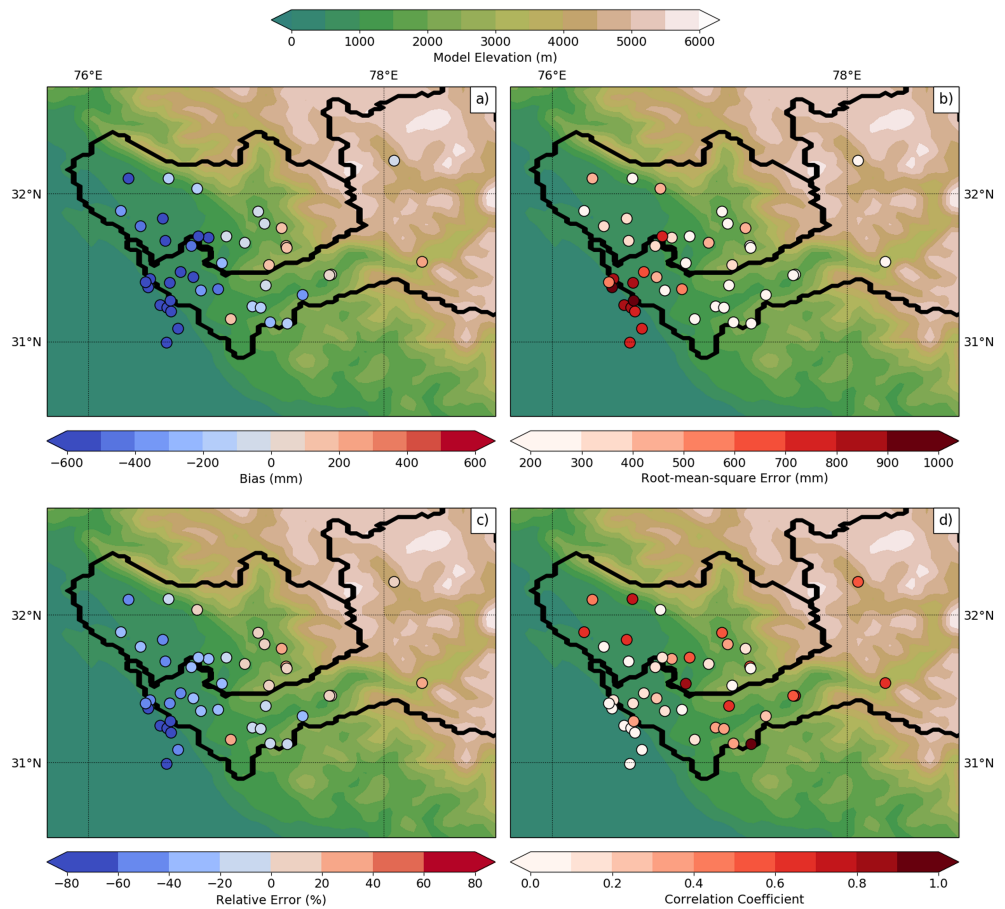 0 1000 2000 3000 4000 5000 6000
Model Elevation (m)
76°E 78°E 76°E 78°E
a) b)
32°N 32°N
31°N 31°N
−600 −400 −200 0 200 400 600
Bias (mm)
200 300 400 500 600 700 800 900 1000
Root-mean-square Error (mm)
c) d)
32°N 32°N
31°N 31°N
−80 −60 −40 −20 0 20 40 60 80
Relative Error (%)
0.0 0.2 0.4 0.6 0.8 1.0
Correlation Coefficient